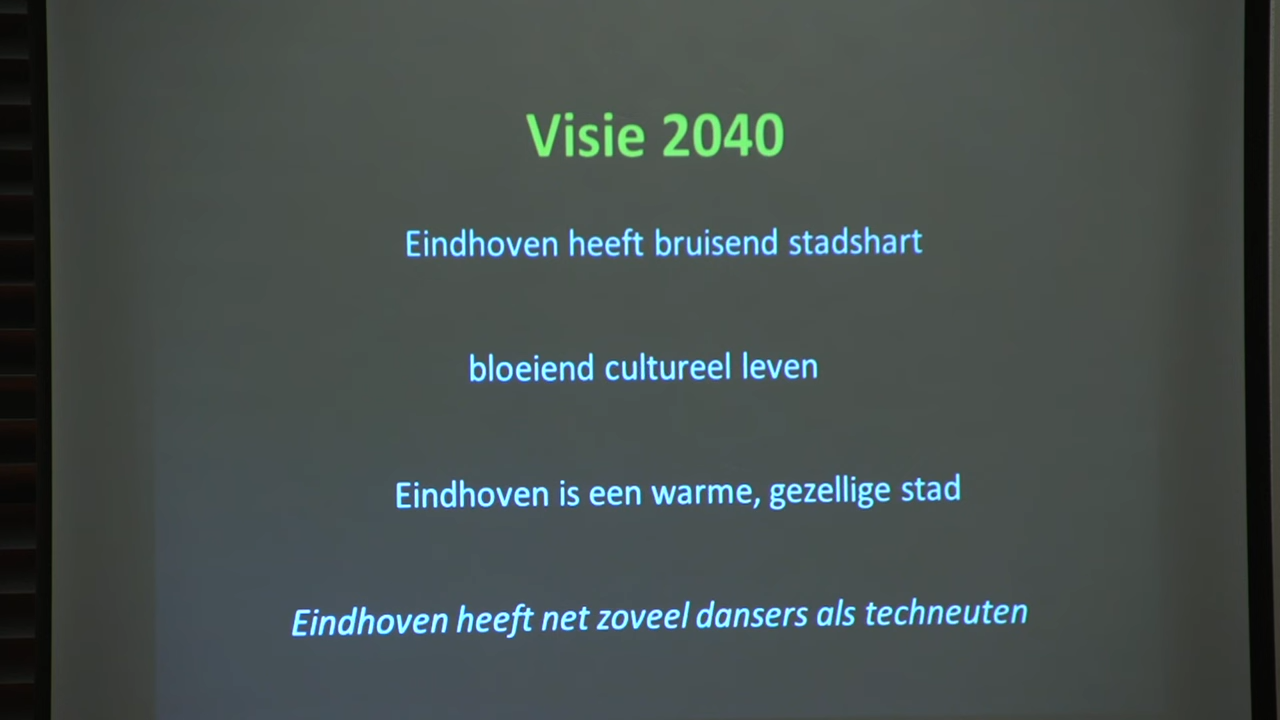 Visie 2040
Eindhoven heeft bruisend stadshart
bloeiend cultureel leven
Eindhoven is een warme, gezellige stad
Eindhoven heeft net zoveel dansers als techneuten